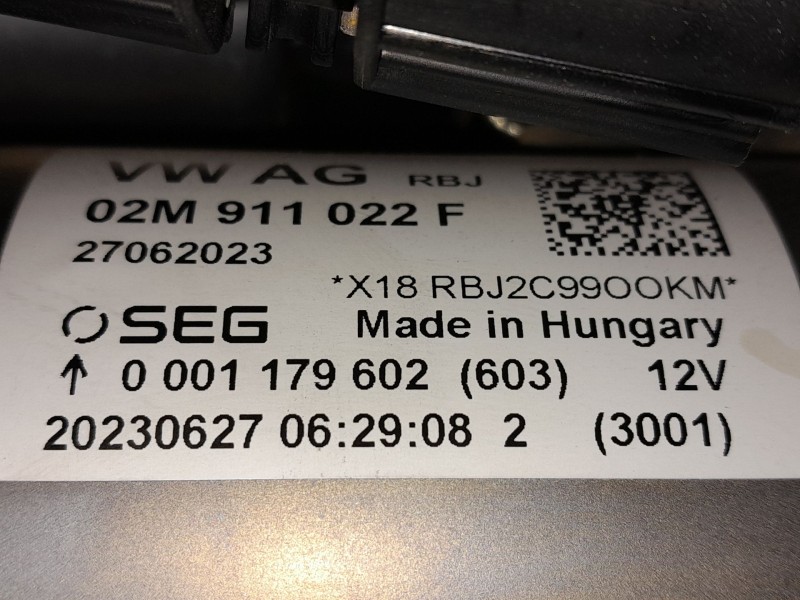 VW AG RBJ
02M 911 022 F
27062023
*X18 RBJ2C99OOKM*
SEG Made in Hungary
↑ 0 001 179 602 (603) 12V
20230627 06:29:08 2 (3001)